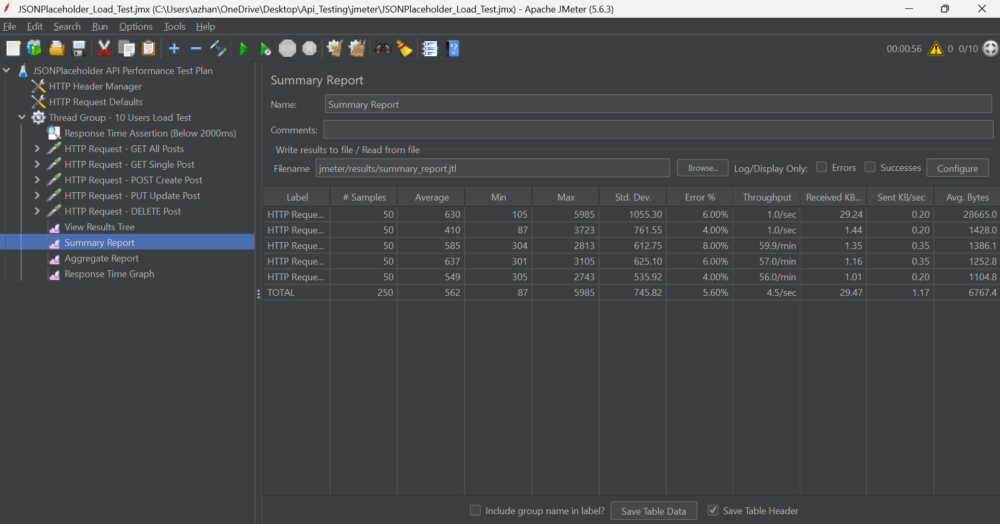 JSONPlaceholder_Load_Test.jmx (C:\Users\azhan\OneDrive\Desktop\Api_Testing\jmeter\JSONPlaceholder_Load_Test.jmx) - Apache JMeter (5.6.3)
File Edit Search Run Options Tools Help
STOP
00:00:56 0 0/10
JSONPlaceholder API Performance Test Plan
HTTP Header Manager
HTTP Request Defaults
Thread Group - 10 Users Load Test
Response Time Assertion (Below 2000ms)
HTTP Request - GET All Posts
HTTP Request - GET Single Post
HTTP Request - POST Create Post
HTTP Request - PUT Update Post
HTTP Request - DELETE Post
View Results Tree
Summary Report
Aggregate Report
Response Time Graph
Summary Report
Name: Summary Report
Comments:
Write results to file / Read from file
Filename jmeter/results/summary_report.jtl Browse... Log/Display Only: Errors Successes Configure
Label # Samples Average Min Max Std. Dev. Error % Throughput Received KB... Sent KB/sec Avg. Bytes
HTTP Reque... 50 630 105 5985 1055.30 6.00% 1.0/sec 29.24 0.20 28665.0
HTTP Reque... 50 410 87 3723 761.55 4.00% 1.0/sec 1.44 0.20 1428.0
HTTP Reque... 50 585 304 2813 612.75 8.00% 59.9/min 1.35 0.35 1386.1
HTTP Reque... 50 637 301 3105 625.10 6.00% 57.0/min 1.16 0.35 1252.8
HTTP Reque... 50 549 305 2743 535.92 4.00% 56.0/min 1.01 0.20 1104.8
TOTAL 250 562 87 5985 745.82 5.60% 4.5/sec 29.47 1.17 6767.4
Include group name in label? Save Table Data Save Table Header